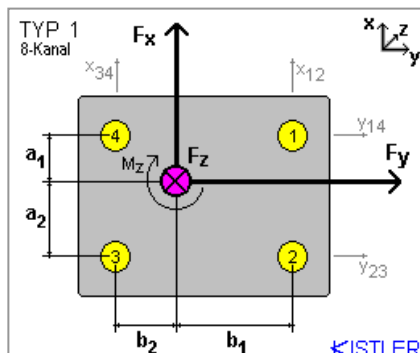 TYP 1
8-Kanal
Fx
x
z
y
x34
x12
4
1
y14
a1
Mz
Fz
Fy
a2
3
2
y23
b2
b1
KISTLER